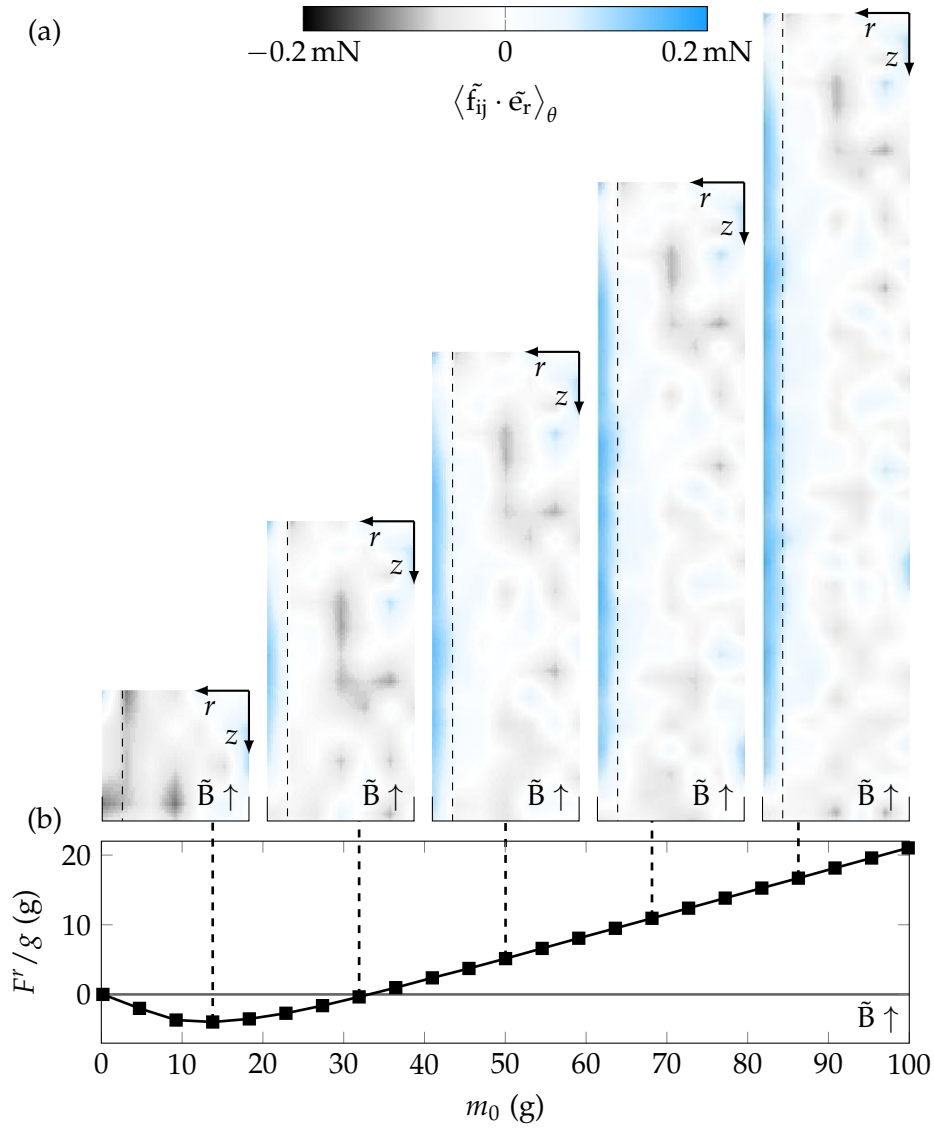 (a)
−0.2 mN 0 0.2 mN
⟨f̃ij · ẽr⟩θ
r
z
r
z
r
z
r
z
r
z
B̃ ↑ B̃ ↑ B̃ ↑ B̃ ↑ B̃ ↑
(b)
20
10
0
F^r/g (g)
B̃ ↑
0 10 20 30 40 50 60 70 80 90 100
m0 (g)